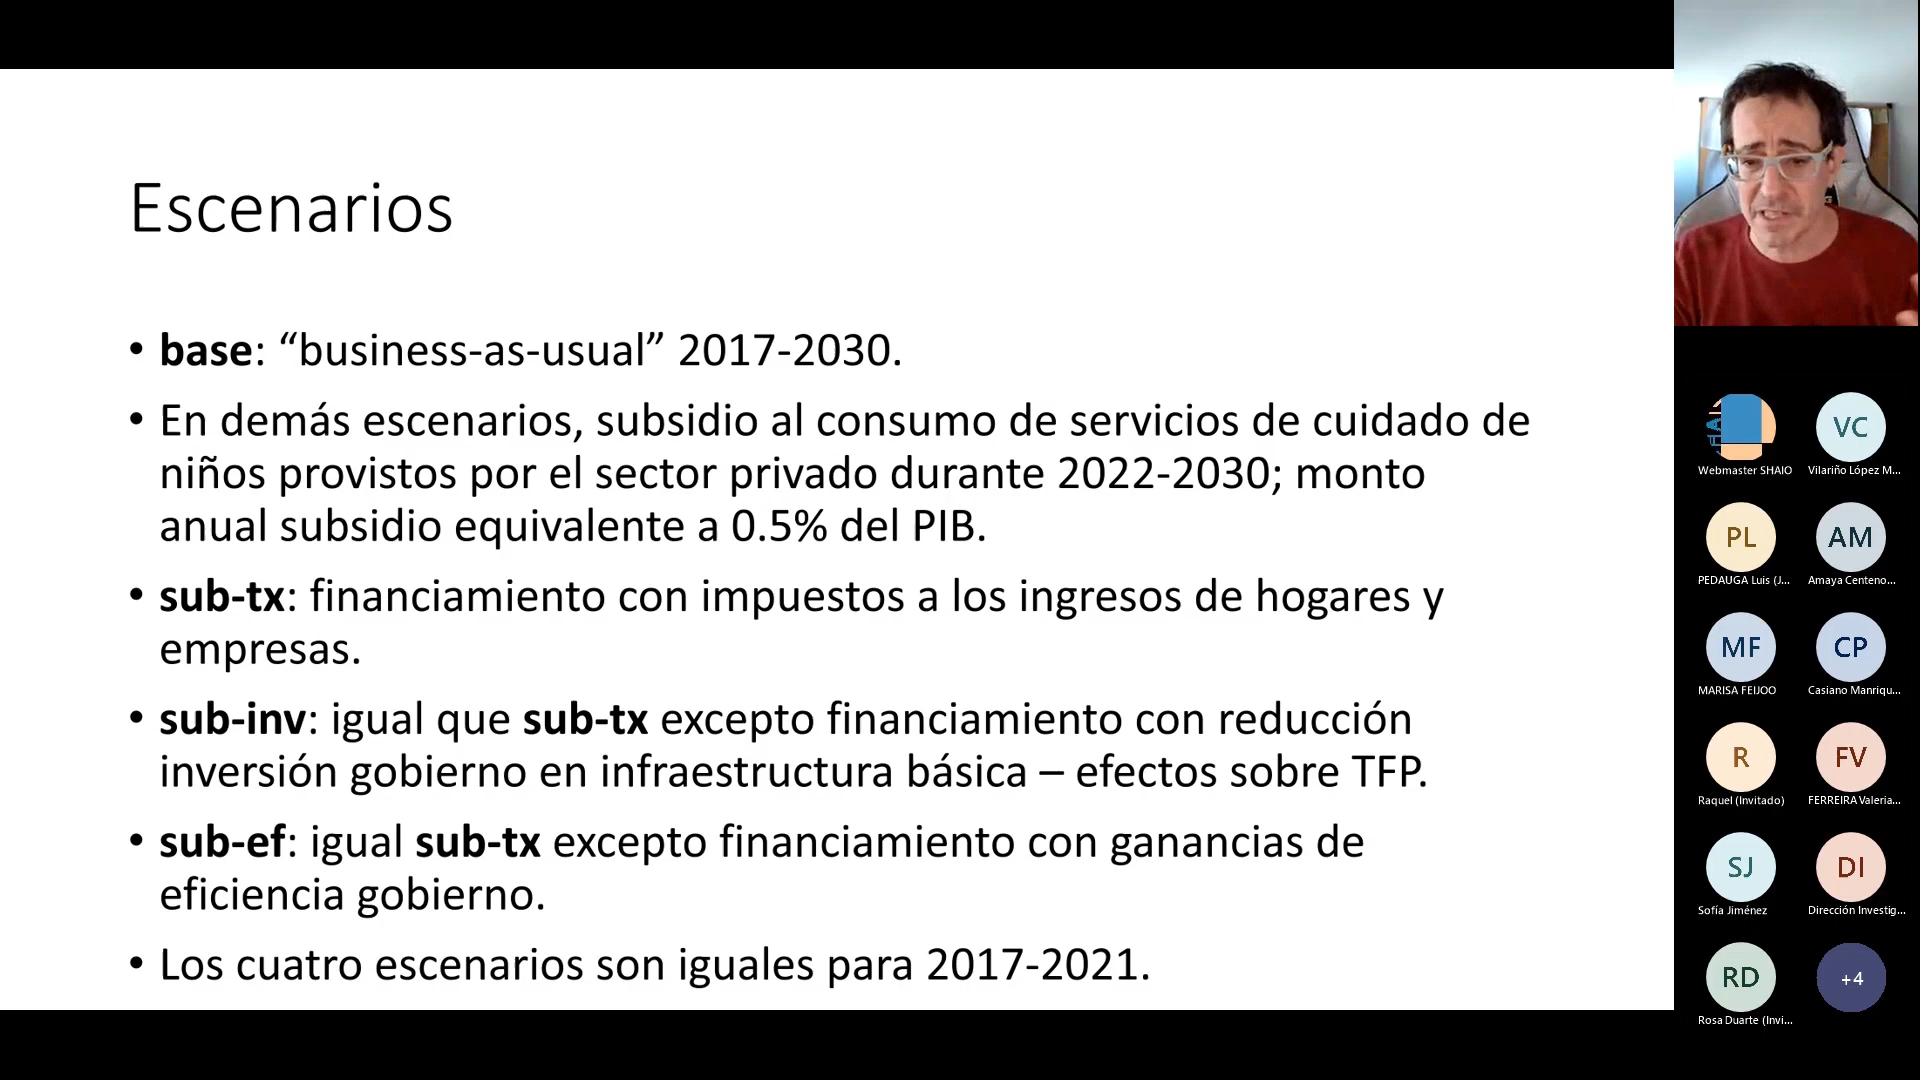 Escenarios
• base: “business-as-usual” 2017-2030.
• En demás escenarios, subsidio al consumo de servicios de cuidado de
niños provistos por el sector privado durante 2022-2030; monto
anual subsidio equivalente a 0.5% del PIB.
• sub-tx: financiamiento con impuestos a los ingresos de hogares y
empresas.
• sub-inv: igual que sub-tx excepto financiamiento con reducción
inversión gobierno en infraestructura básica – efectos sobre TFP.
• sub-ef: igual sub-tx excepto financiamiento con ganancias de
eficiencia gobierno.
• Los cuatro escenarios son iguales para 2017-2021.
Webmaster SHAIO
VC
Vilariño López M...
PL
PEDAUGA Luis (J...
AM
Amaya Centeno...
MF
MARISA FEIJOO
CP
Casiano Manriqu...
R
Raquel (Invitado)
FV
FERREIRA Valeria...
SJ
Sofía Jiménez
DI
Dirección Investig...
RD
Rosa Duarte (Invi...
+4